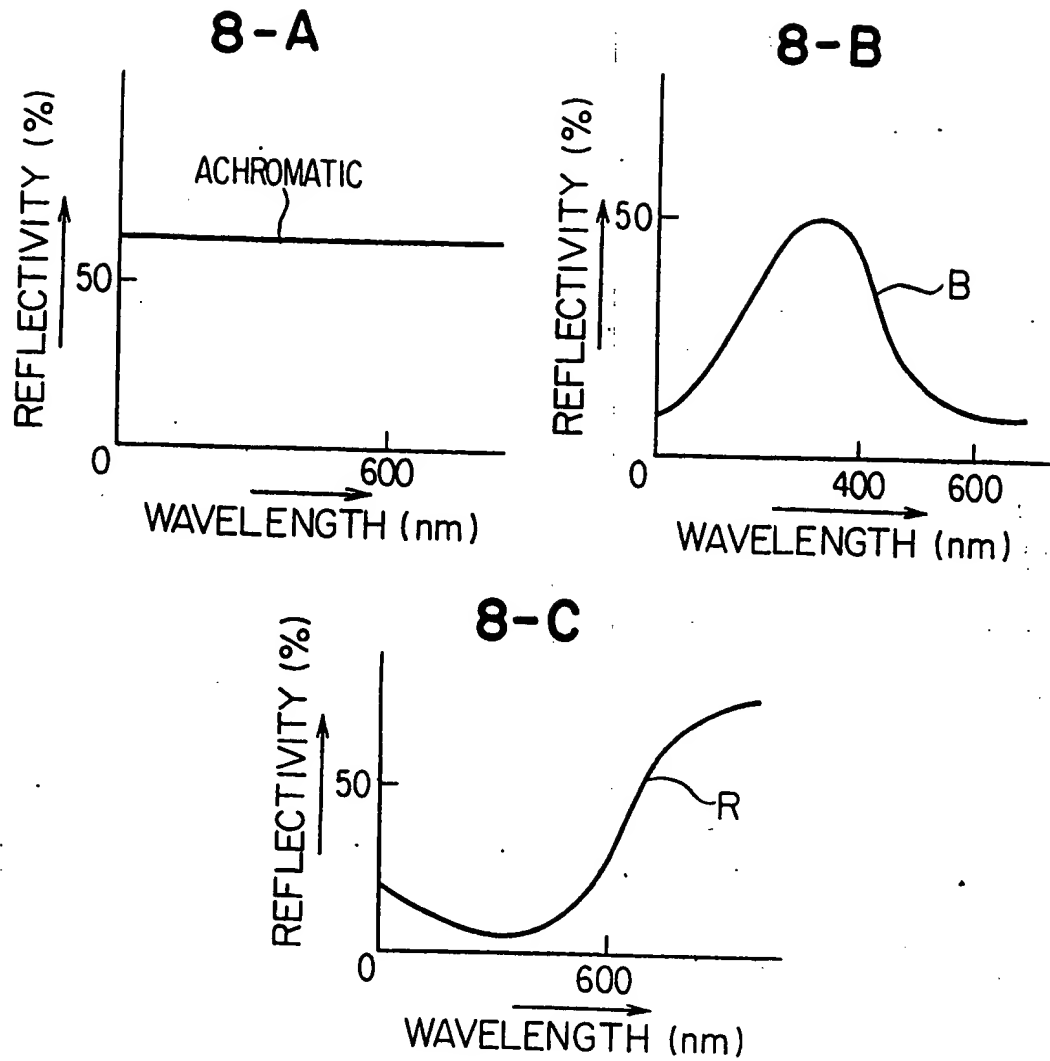 8-A
REFLECTIVITY (%)
ACHROMATIC
50
0
600
WAVELENGTH (nm)
8-B
REFLECTIVITY (%)
50
B
0
400
600
WAVELENGTH (nm)
8-C
REFLECTIVITY (%)
50
R
0
600
WAVELENGTH (nm)